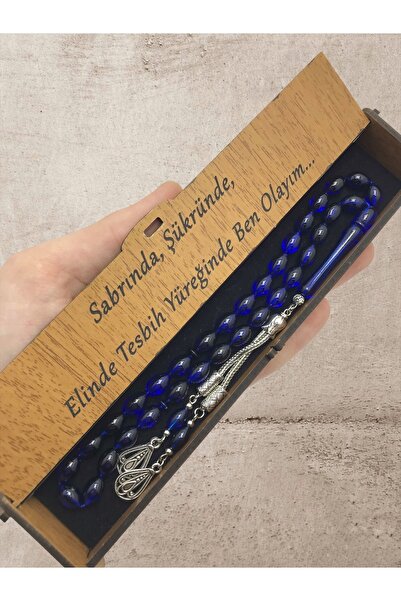 Sabrında, Şükründe,
Elinde Tesbih Yüreğinde Ben Olayım...